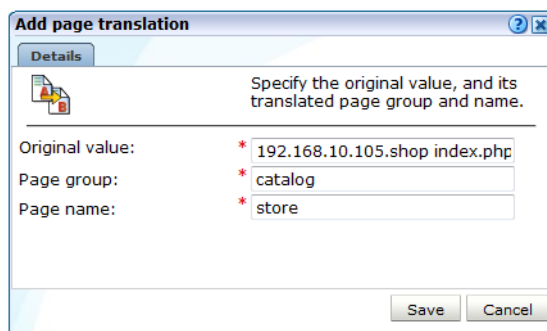 Add page translation
?
Details
A B
Specify the original value, and its
translated page group and name.
Original value: * 192.168.10.105.shop index.php
Page group: * catalog
Page name: * store
Save Cancel